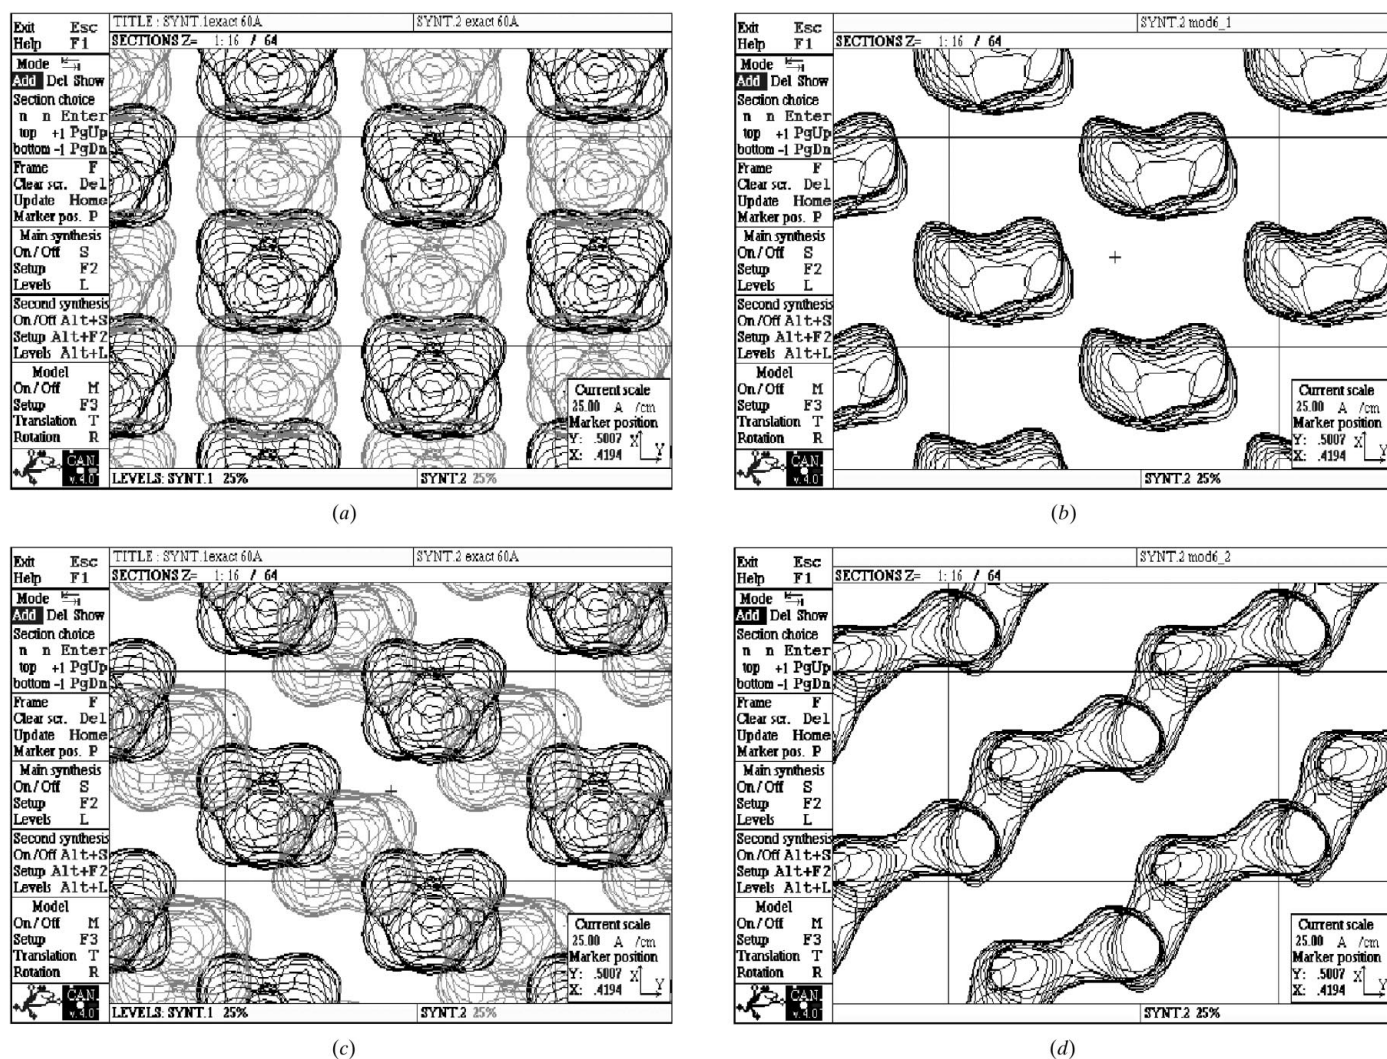 Exit Esc
Help F1
TITLE : SYNT.1exact 60A SYNT.2 exact 60A
SECTIONS Z= 1: 16 / 64
Mode
Add Del Show
Section choice
n n Enter
top +1 PgUp
bottom -1 PgDn
Frame F
Clear scr. Del
Update Home
Marker pos. P
Main synthesis
On / Off S
Setup F2
Levels L
Second synthesis
On / Off Alt+S
Setup Alt+F2
Levels Alt+L
Model
On / Off M
Setup F3
Translation T
Rotation R
CAN.
v.4.0
Current scale
25.00 A /cm
Marker position
Y: .5007 X
X: .4194 Y
LEVELS: SYNT.1 25% SYNT.2 25%
(a)
Exit Esc
Help F1
SYNT.2 mod6_1
SECTIONS Z= 1: 16 / 64
Mode
Add Del Show
Section choice
n n Enter
top +1 PgUp
bottom -1 PgDn
Frame F
Clear scr. Del
Update Home
Marker pos. P
Main synthesis
On / Off S
Setup F2
Levels L
Second synthesis
On / Off Alt+S
Setup Alt+F2
Levels Alt+L
Model
On / Off M
Setup F3
Translation T
Rotation R
CAN.
v.4.0
Current scale
25.00 A /cm
Marker position
Y: .5007 X
X: .4194 Y
SYNT.2 25%
(b)
Exit Esc
Help F1
TITLE : SYNT.1exact 60A SYNT.2 exact 60A
SECTIONS Z= 1: 16 / 64
Mode
Add Del Show
Section choice
n n Enter
top +1 PgUp
bottom -1 PgDn
Frame F
Clear scr. Del
Update Home
Marker pos. P
Main synthesis
On / Off S
Setup F2
Levels L
Second synthesis
On / Off Alt+S
Setup Alt+F2
Levels Alt+L
Model
On / Off M
Setup F3
Translation T
Rotation R
CAN.
v.4.0
Current scale
25.00 A /cm
Marker position
Y: .5007 X
X: .4194 Y
LEVELS: SYNT.1 25% SYNT.2 25%
(c)
Exit Esc
Help F1
SYNT.2 mod6_2
SECTIONS Z= 1: 16 / 64
Mode
Add Del Show
Section choice
n n Enter
top +1 PgUp
bottom -1 PgDn
Frame F
Clear scr. Del
Update Home
Marker pos. P
Main synthesis
On / Off S
Setup F2
Levels L
Second synthesis
On / Off Alt+S
Setup Alt+F2
Levels Alt+L
Model
On / Off M
Setup F3
Translation T
Rotation R
CAN.
v.4.0
Current scale
25.00 A /cm
Marker position
Y: .5007 X
X: .4194 Y
SYNT.2 25%
(d)